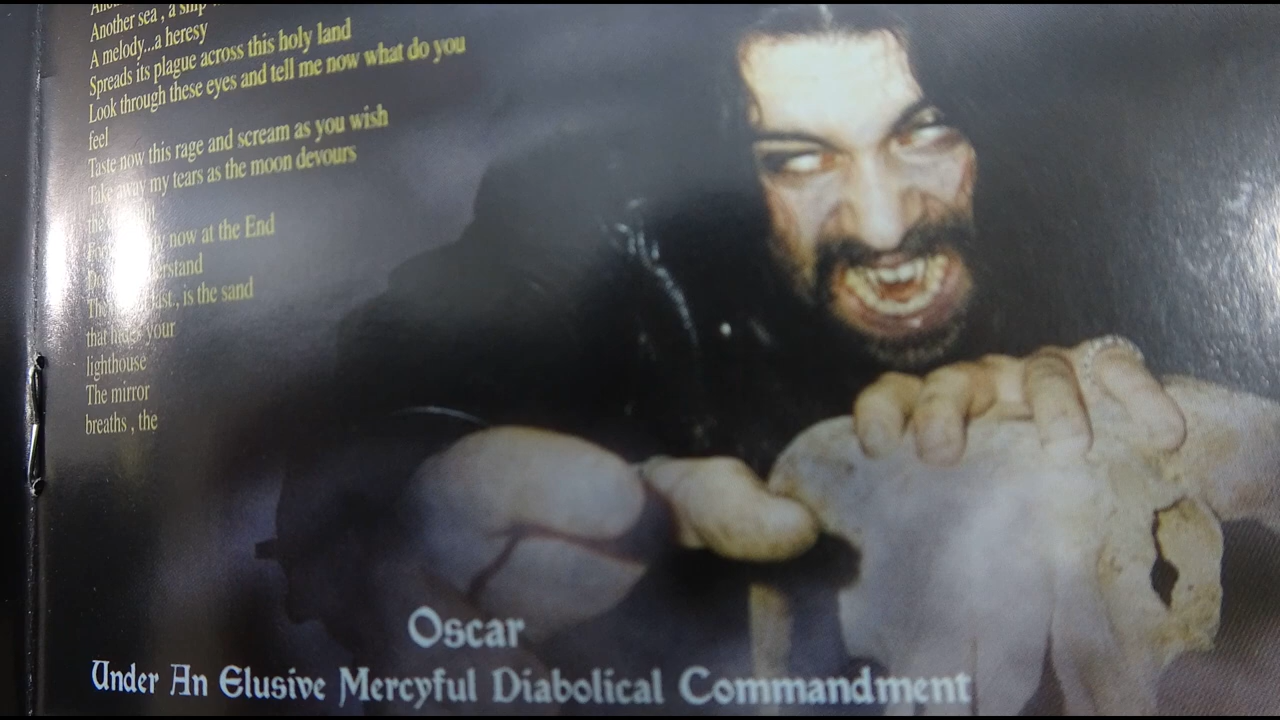 Another sea , a ship
A melody...a heresy
Spreads its plague across this holy land
Look through these eyes and tell me now what do you
feel
Taste now this rage and scream as you wish
Take away my tears as the moon devours
the
now at the End
is the sand
that hides your
lighthouse
The mirror
breaths , the
Oscar
Under An Elusive Mercyful Diabolical Commandment